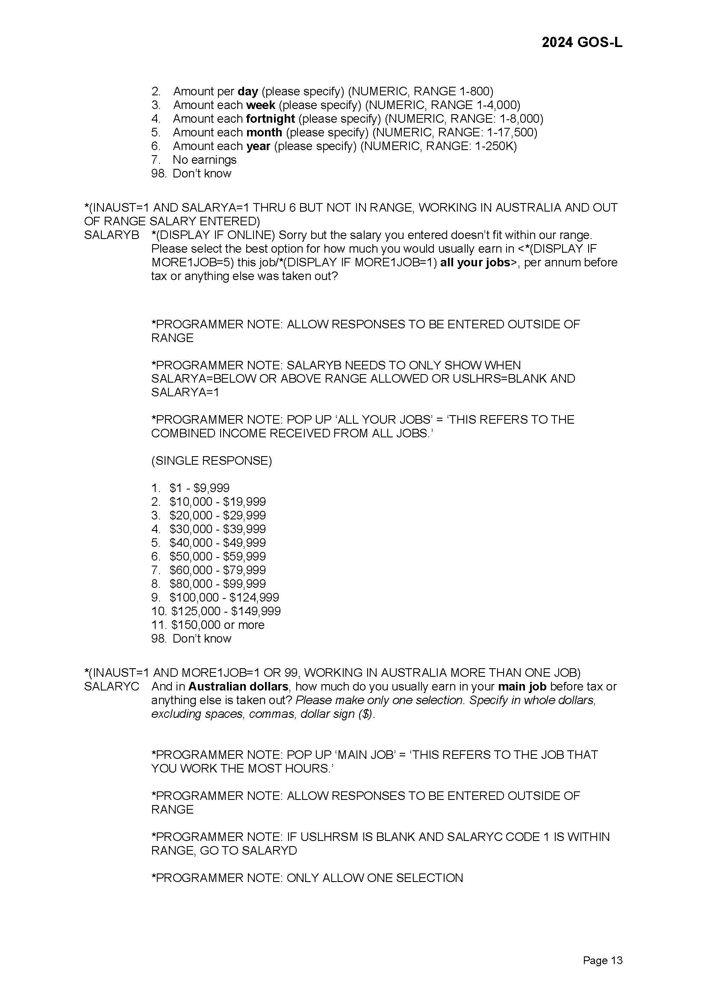 2024 GOS-L
2. Amount per day (please specify) (NUMERIC, RANGE 1-800)
3. Amount each week (please specify) (NUMERIC, RANGE 1-4,000)
4. Amount each fortnight (please specify) (NUMERIC, RANGE: 1-8,000)
5. Amount each month (please specify) (NUMERIC, RANGE: 1-17,500)
6. Amount each year (please specify) (NUMERIC, RANGE: 1-250K)
7. No earnings
98. Don’t know
*(INAUST=1 AND SALARYA=1 THRU 6 BUT NOT IN RANGE, WORKING IN AUSTRALIA AND OUT
OF RANGE SALARY ENTERED)
SALARYB *(DISPLAY IF ONLINE) Sorry but the salary you entered doesn’t fit within our range.
Please select the best option for how much you would usually earn in <*(DISPLAY IF
MORE1JOB=5) this job/*(DISPLAY IF MORE1JOB=1) all your jobs>, per annum before
tax or anything else was taken out?
*PROGRAMMER NOTE: ALLOW RESPONSES TO BE ENTERED OUTSIDE OF
RANGE
*PROGRAMMER NOTE: SALARYB NEEDS TO ONLY SHOW WHEN
SALARYA=BELOW OR ABOVE RANGE ALLOWED OR USLHRS=BLANK AND
SALARYA=1
*PROGRAMMER NOTE: POP UP ‘ALL YOUR JOBS’ = ‘THIS REFERS TO THE
COMBINED INCOME RECEIVED FROM ALL JOBS.’
(SINGLE RESPONSE)
1. $1 - $9,999
2. $10,000 - $19,999
3. $20,000 - $29,999
4. $30,000 - $39,999
5. $40,000 - $49,999
6. $50,000 - $59,999
7. $60,000 - $79,999
8. $80,000 - $99,999
9. $100,000 - $124,999
10. $125,000 - $149,999
11. $150,000 or more
98. Don’t know
*(INAUST=1 AND MORE1JOB=1 OR 99, WORKING IN AUSTRALIA MORE THAN ONE JOB)
SALARYC And in Australian dollars, how much do you usually earn in your main job before tax or
anything else is taken out? Please make only one selection. Specify in whole dollars,
excluding spaces, commas, dollar sign ($).
*PROGRAMMER NOTE: POP UP ‘MAIN JOB’ = ‘THIS REFERS TO THE JOB THAT
YOU WORK THE MOST HOURS.’
*PROGRAMMER NOTE: ALLOW RESPONSES TO BE ENTERED OUTSIDE OF
RANGE
*PROGRAMMER NOTE: IF USLHRSM IS BLANK AND SALARYC CODE 1 IS WITHIN
RANGE, GO TO SALARYD
*PROGRAMMER NOTE: ONLY ALLOW ONE SELECTION
Page 13